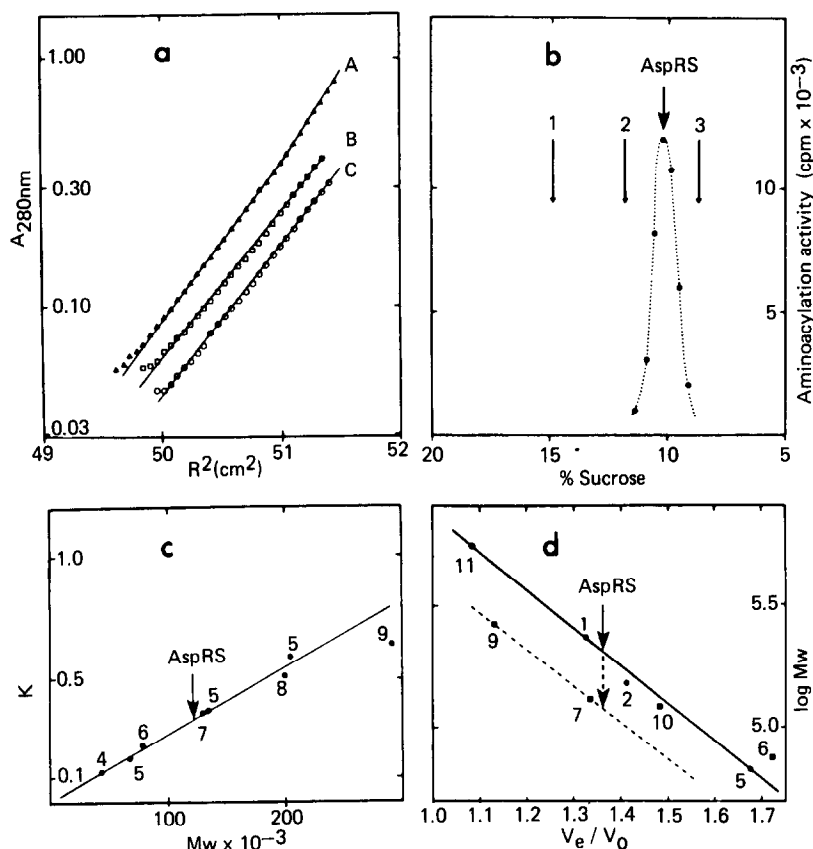 a
1.00
0.30
0.10
0.03
A280nm
A
B
C
49
50
51
52
R²(cm²)
b
AspRS
1
2
3
10
5
Aminoacylation activity (cpm x 10⁻³)
20
15
10
5
% Sucrose
c
1.0
0.5
0.1
K
AspRS
4
5
6
7
5
5
8
9
100
200
Mw x 10⁻³
d
AspRS
11
1
9
7
2
10
6
5
5.5
5.0
log Mw
1.0
1.1
1.2
1.3
1.4
1.5
1.6
1.7
Ve / V0